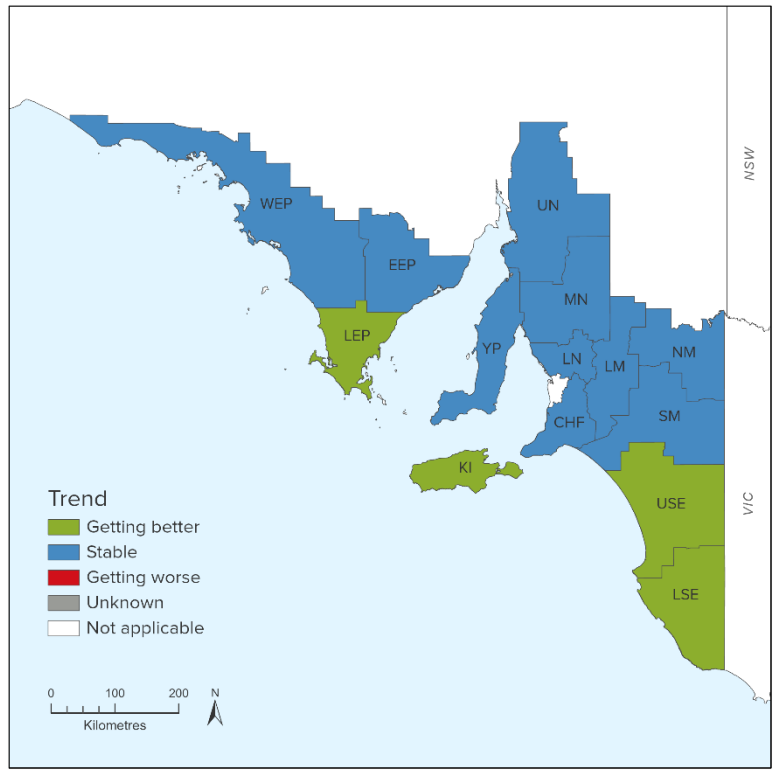 NSW
WEP
UN
EEP
MN
LEP
YP
LN
LM
NM
CHF
SM
KI
USE
VIC
LSE
Trend
Getting better
Stable
Getting worse
Unknown
Not applicable
0 100 200 N
Kilometres